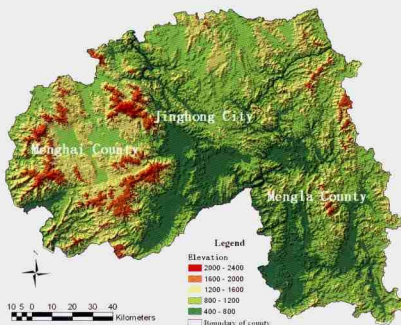 Jinghong City
Menghai County
Mengla County
Legend
Elevation
2000 - 2400
1600 - 2000
1200 - 1600
800 - 1200
400 - 800
Boundary of county
10 5 0 10 20 30 40
Kilometers